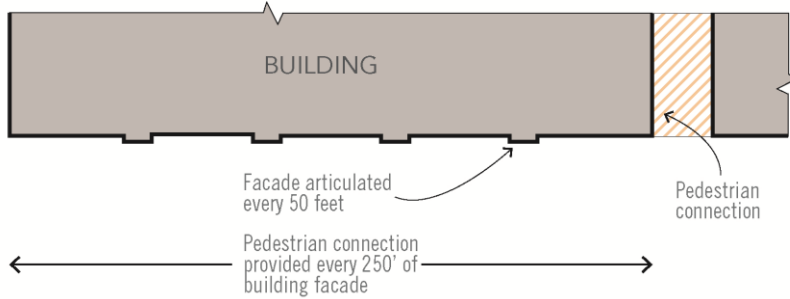 BUILDING
Facade articulated
every 50 feet
Pedestrian
connection
Pedestrian connection
provided every 250' of
building facade